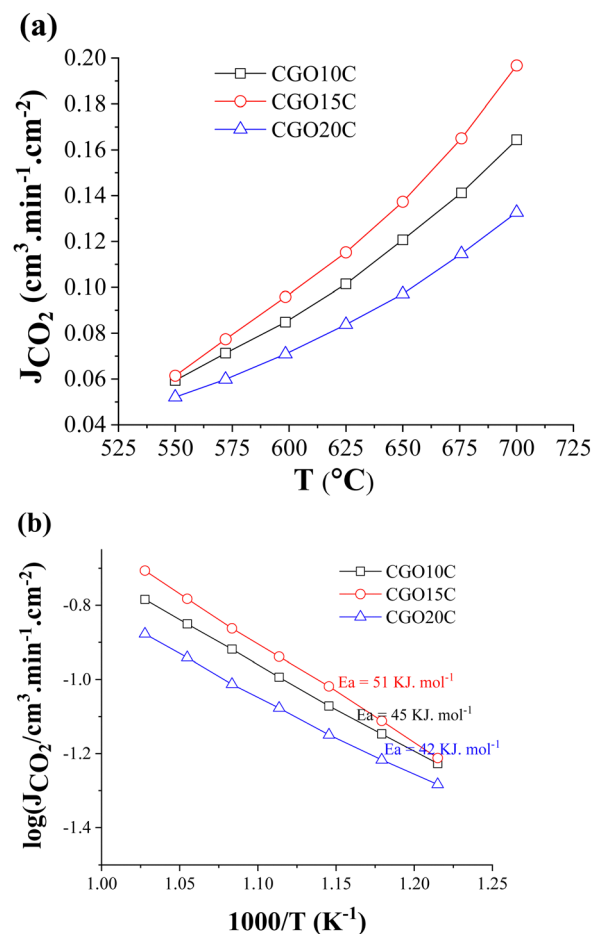 (a)
CGO10C
CGO15C
CGO20C
0.20
0.18
0.16
0.14
0.12
0.10
0.08
0.06
0.04
J_CO₂ (cm³.min⁻¹.cm⁻²)
525 550 575 600 625 650 675 700 725
T (°C)
(b)
CGO10C
CGO15C
CGO20C
-0.8
-1.0
-1.2
-1.4
log(J_CO₂/cm³.min⁻¹.cm⁻²)
Ea = 51 KJ. mol⁻¹
Ea = 45 KJ. mol⁻¹
Ea = 42 KJ. mol⁻¹
1.00 1.05 1.10 1.15 1.20 1.25
1000/T (K⁻¹)